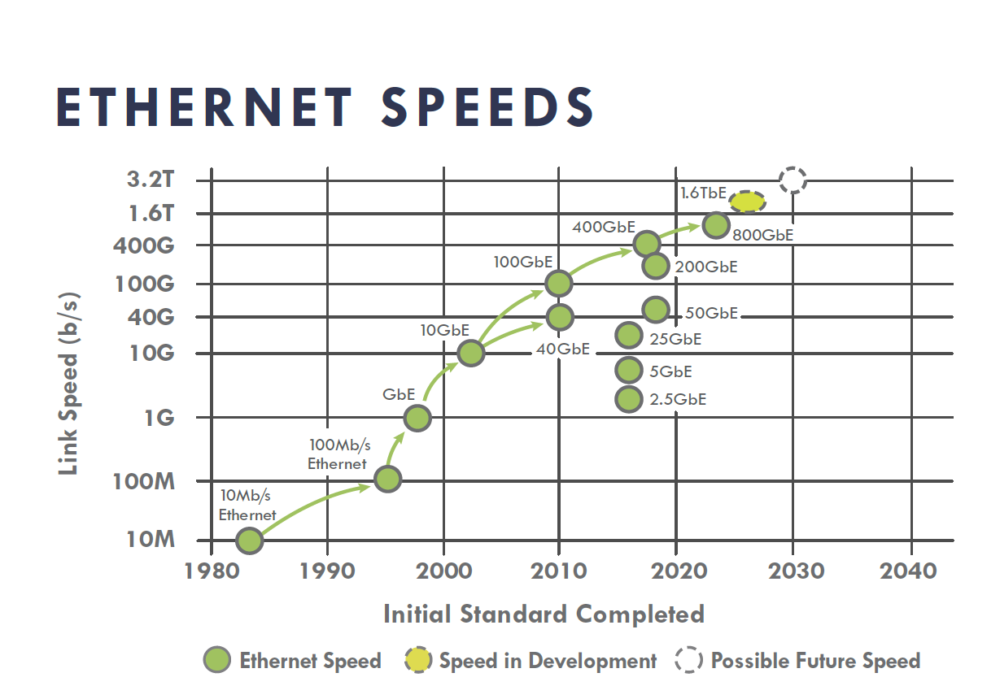 ETHERNET SPEEDS
3.2T
1.6T
400G
100G
40G
10G
1G
100M
10M
Link Speed (b/s)
1.6TbE
400GbE
800GbE
100GbE
200GbE
50GbE
10GbE
25GbE
40GbE
5GbE
GbE
2.5GbE
100Mb/s
Ethernet
10Mb/s
Ethernet
1980 1990 2000 2010 2020 2030 2040
Initial Standard Completed
Ethernet Speed Speed in Development Possible Future Speed